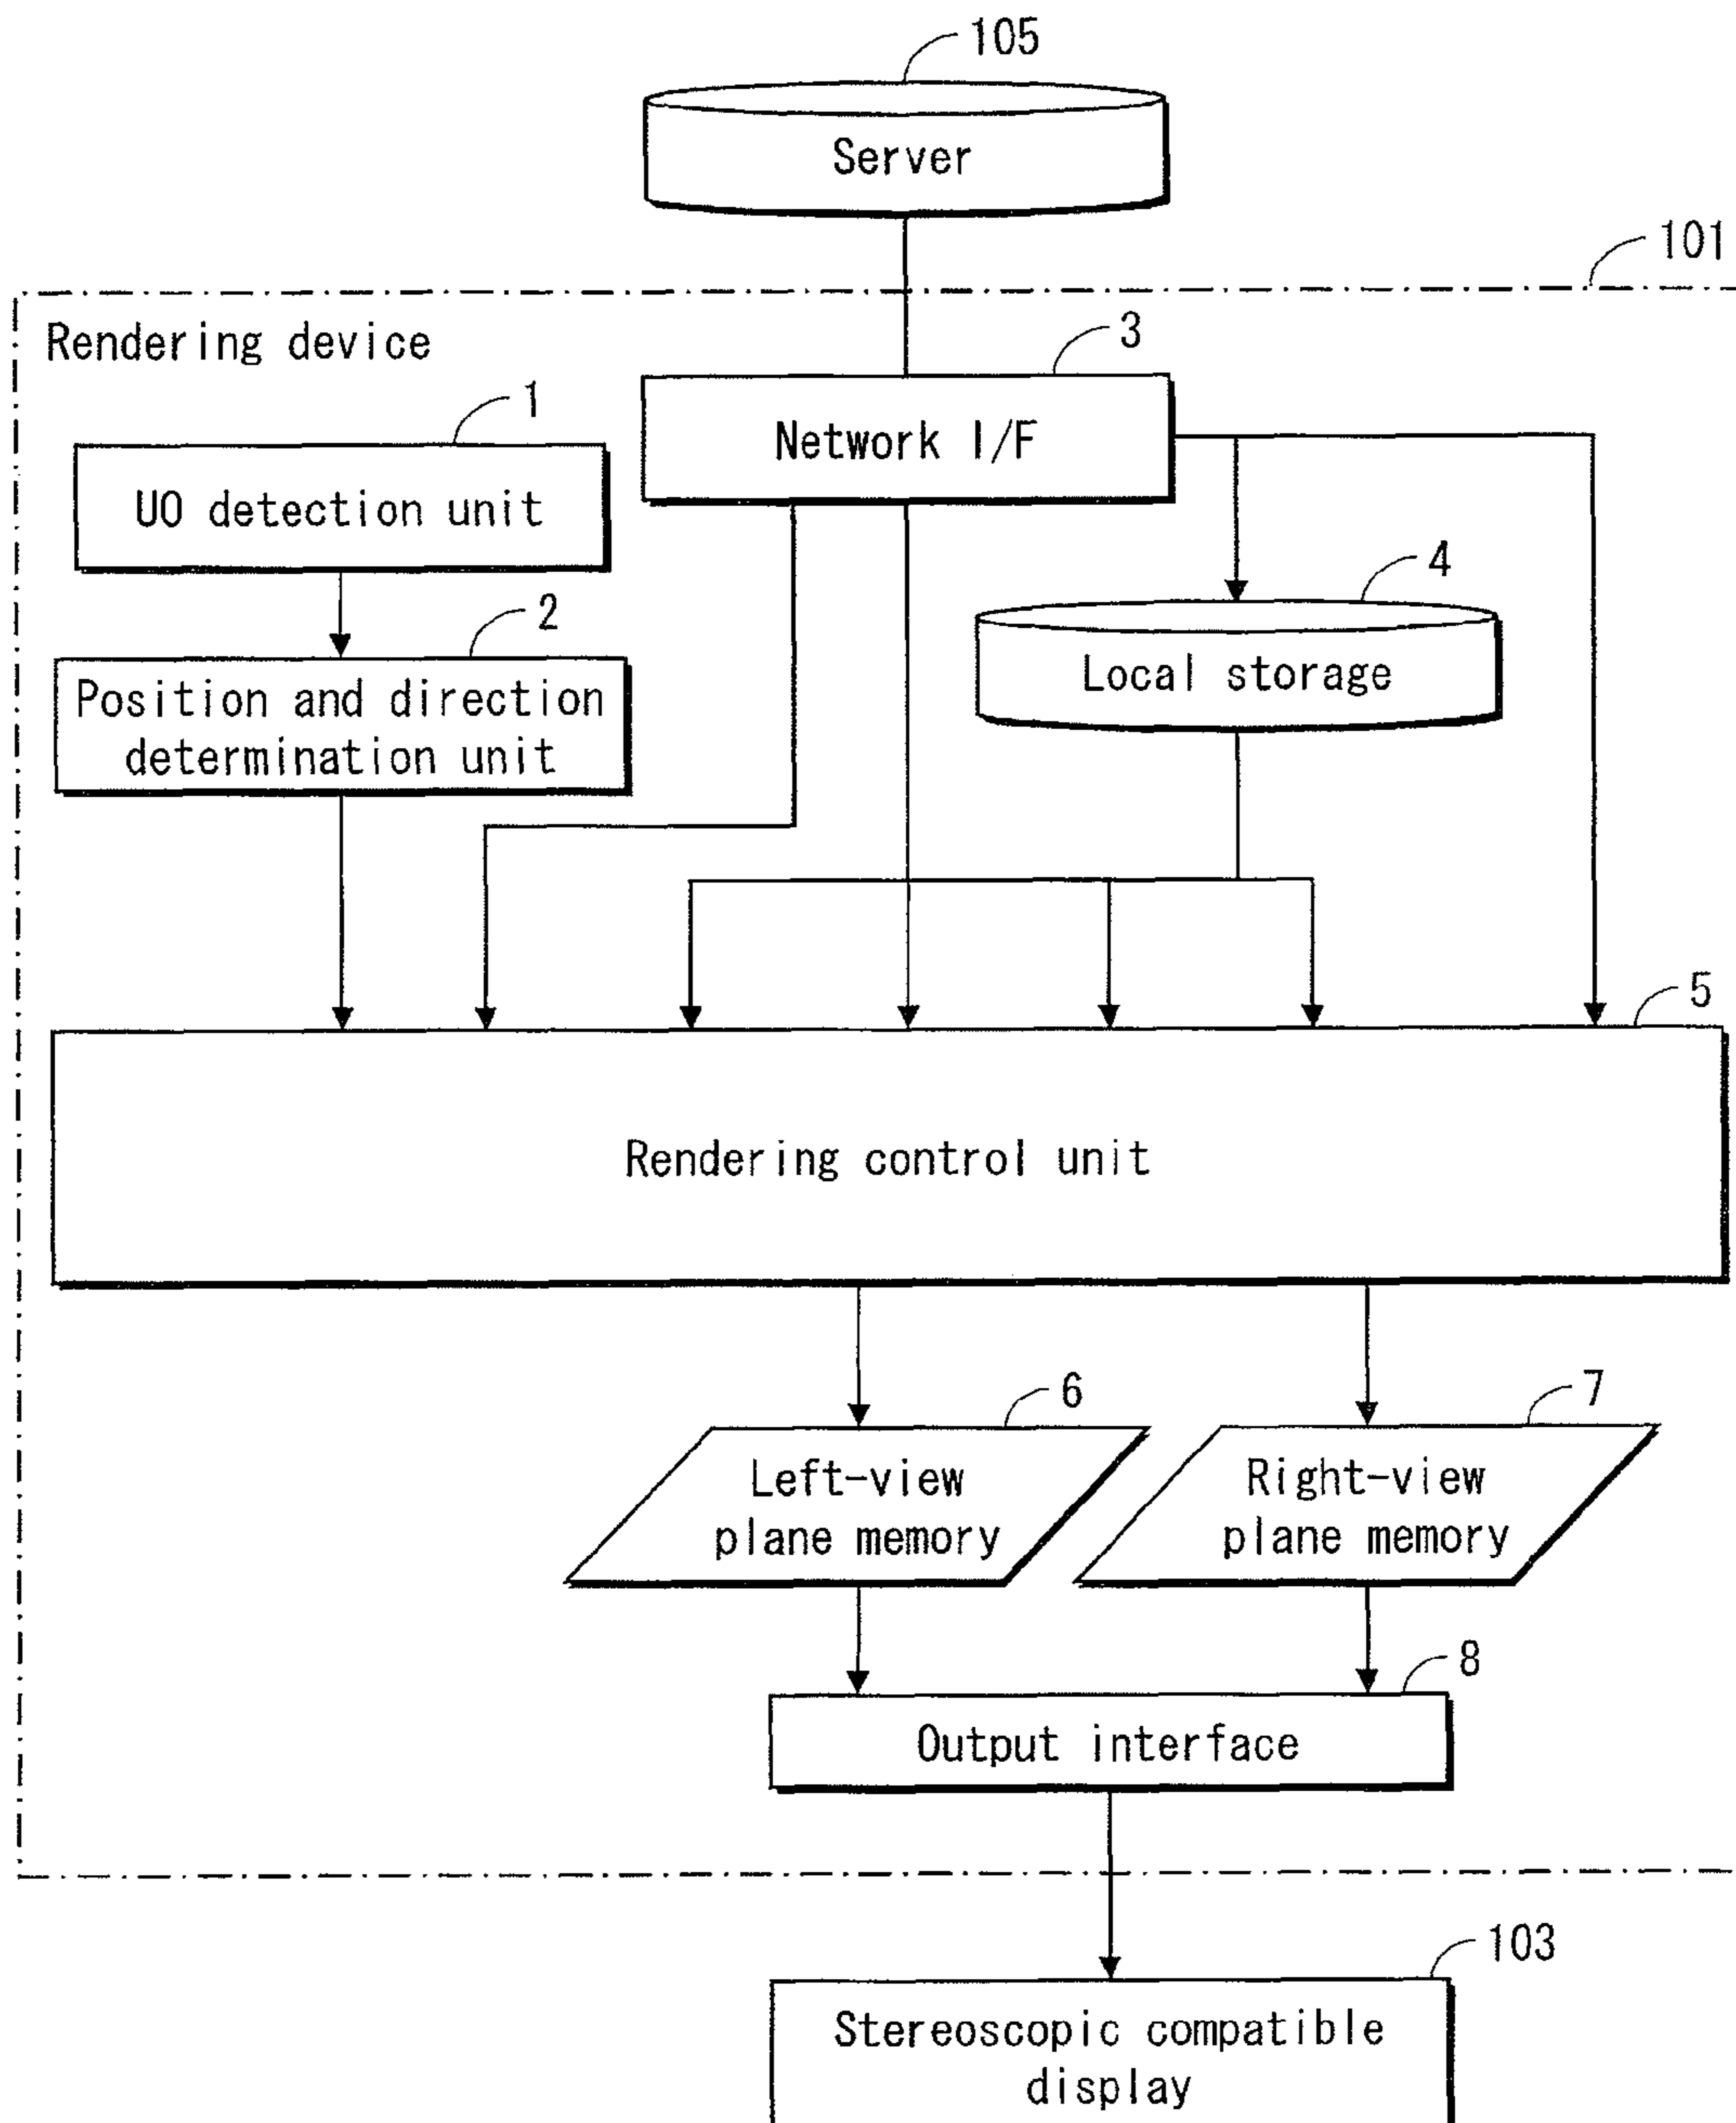 105
Server
101
Rendering device
3
Network I/F
1
UO detection unit
4
Local storage
2
Position and direction
determination unit
5
Rendering control unit
6
Left-view
plane memory
7
Right-view
plane memory
8
Output interface
103
Stereoscopic compatible
display